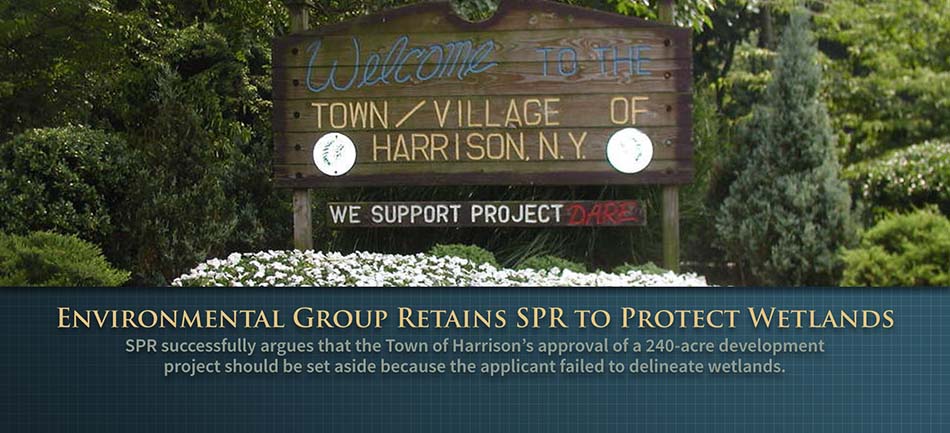 Welcome TO THE
TOWN / VILLAGE OF
HARRISON, N.Y.
WE SUPPORT PROJECT DARE
ENVIRONMENTAL GROUP RETAINS SPR TO PROTECT WETLANDS
SPR successfully argues that the Town of Harrison's approval of a 240-acre development
project should be set aside because the applicant failed to delineate wetlands.